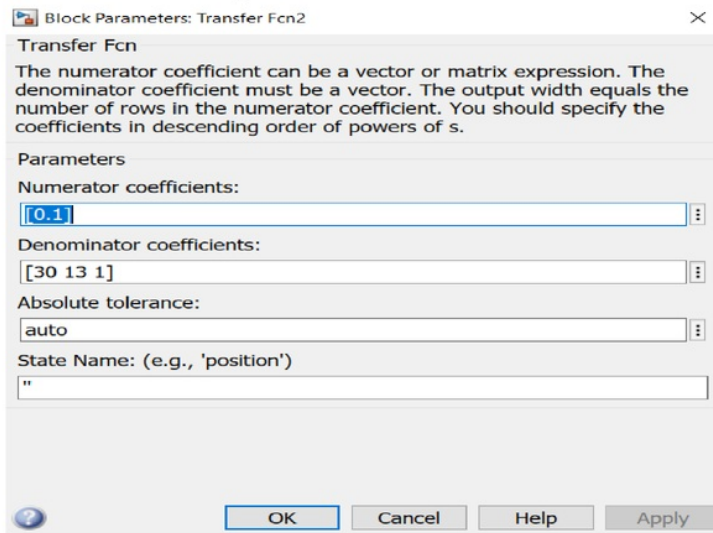 Block Parameters: Transfer Fcn2
Transfer Fcn
The numerator coefficient can be a vector or matrix expression. The
denominator coefficient must be a vector. The output width equals the
number of rows in the numerator coefficient. You should specify the
coefficients in descending order of powers of s.
Parameters
Numerator coefficients:
[0.1]
Denominator coefficients:
[30 13 1]
Absolute tolerance:
auto
State Name: (e.g., 'position')
''
OK Cancel Help Apply